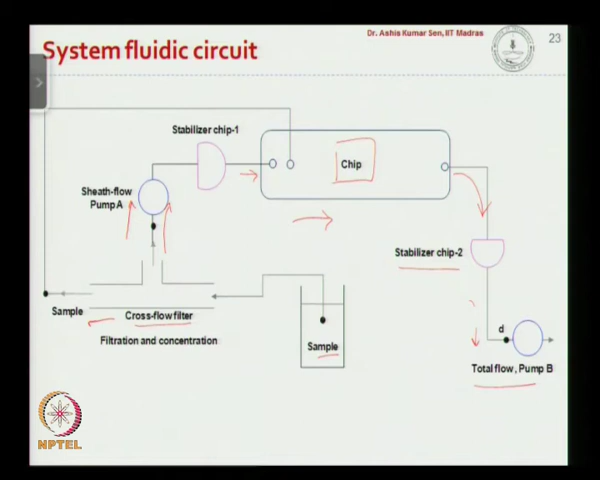 Dr. Ashis Kumar Sen, IIT Madras
23
System fluidic circuit
Stabilizer chip-1
Chip
Sheath-flow
Pump A
Stabilizer chip-2
d
Sample
Cross-flow filter
Sample
Filtration and concentration
Total flow, Pump B
NPTEL